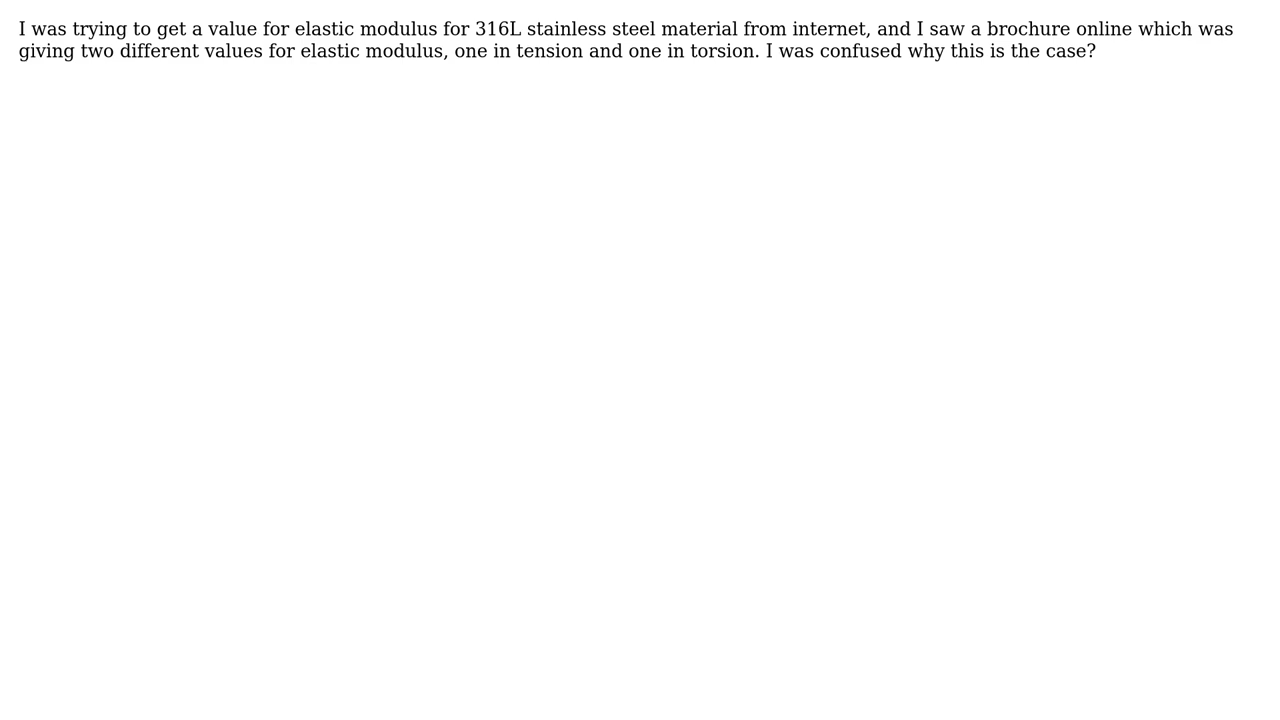 I was trying to get a value for elastic modulus for 316L stainless steel material from internet, and I saw a brochure online which was
giving two different values for elastic modulus, one in tension and one in torsion. I was confused why this is the case?